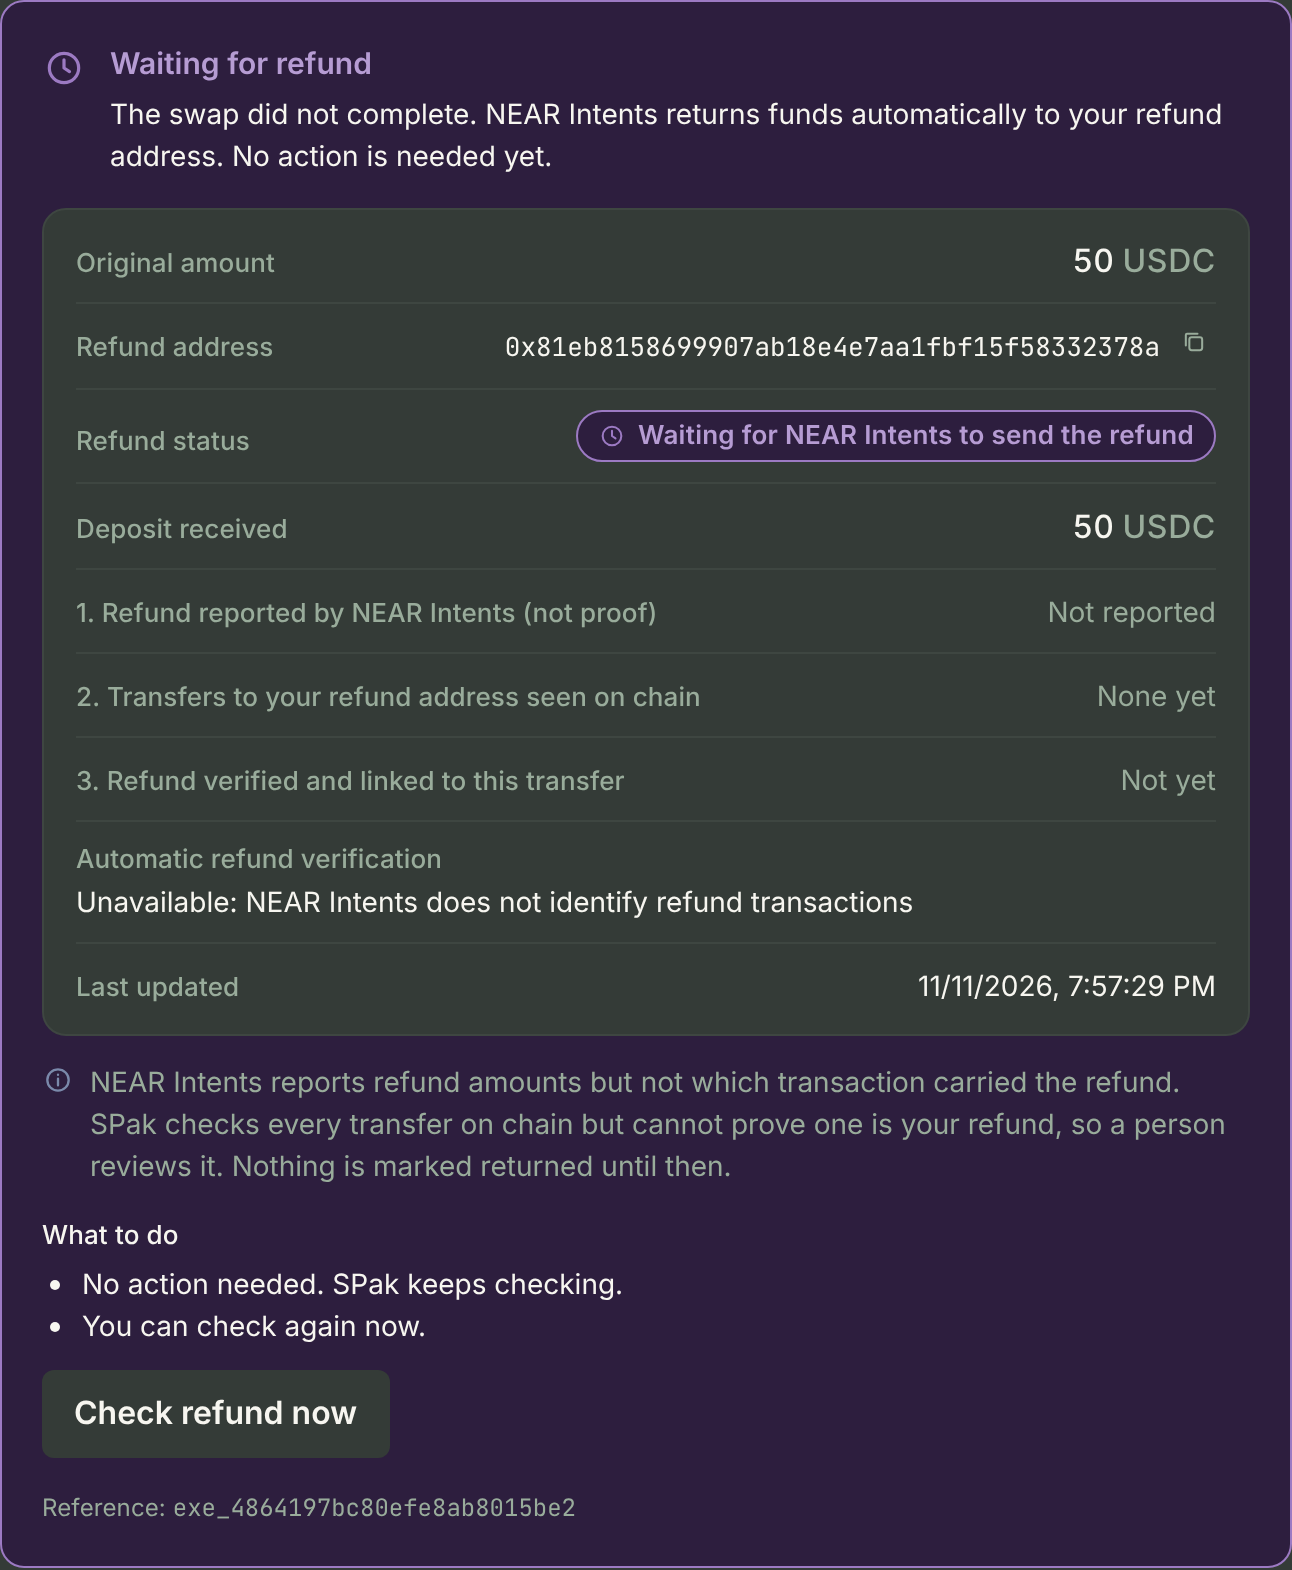 Waiting for refund
The swap did not complete. NEAR Intents returns funds automatically to your refund
address. No action is needed yet.
Original amount 50 USDC
Refund address 0x81eb8158699907ab18e4e7aa1fbf15f58332378a
Refund status Waiting for NEAR Intents to send the refund
Deposit received 50 USDC
1. Refund reported by NEAR Intents (not proof) Not reported
2. Transfers to your refund address seen on chain None yet
3. Refund verified and linked to this transfer Not yet
Automatic refund verification
Unavailable: NEAR Intents does not identify refund transactions
Last updated 11/11/2026, 7:57:29 PM
NEAR Intents reports refund amounts but not which transaction carried the refund.
SPak checks every transfer on chain but cannot prove one is your refund, so a person
reviews it. Nothing is marked returned until then.
What to do
• No action needed. SPak keeps checking.
• You can check again now.
Check refund now
Reference: exe_4864197bc80efe8ab8015be2